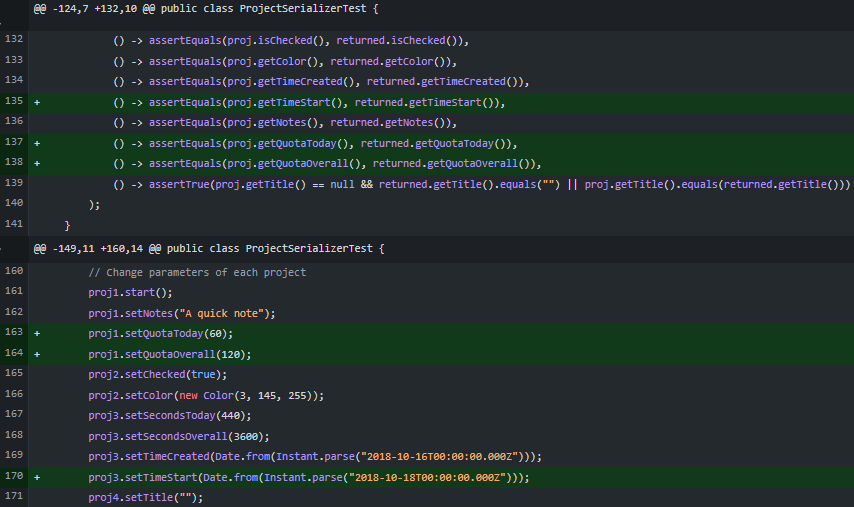 @@ -124,7 +132,10 @@ public class ProjectSerializerTest {
132 () -> assertEquals(proj.isChecked(), returned.isChecked()),
133 () -> assertEquals(proj.getColor(), returned.getColor()),
134 () -> assertEquals(proj.getTimeCreated(), returned.getTimeCreated()),
135 + () -> assertEquals(proj.getTimeStart(), returned.getTimeStart()),
136 () -> assertEquals(proj.getNotes(), returned.getNotes()),
137 + () -> assertEquals(proj.getQuotaToday(), returned.getQuotaToday()),
138 + () -> assertEquals(proj.getQuotaOverall(), returned.getQuotaOverall()),
139 () -> assertTrue(proj.getTitle() == null && returned.getTitle().equals("") || proj.getTitle().equals(returned.getTitle()))
140 );
141 }
@@ -149,11 +160,14 @@ public class ProjectSerializerTest {
160 // Change parameters of each project
161 proj1.start();
162 proj1.setNotes("A quick note");
163 + proj1.setQuotaToday(60);
164 + proj1.setQuotaOverall(120);
165 proj2.setChecked(true);
166 proj2.setColor(new Color(3, 145, 255));
167 proj3.setSecondsToday(440);
168 proj3.setSecondsOverall(3600);
169 proj3.setTimeCreated(Date.from(Instant.parse("2018-10-16T00:00:00.000Z")));
170 + proj3.setTimeStart(Date.from(Instant.parse("2018-10-18T00:00:00.000Z")));
171 proj4.setTitle("");